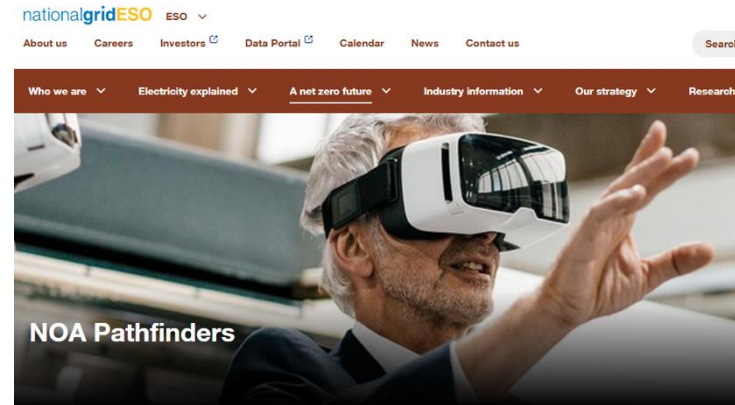 nationalgridESO ESO
About us Careers Investors Data Portal Calendar News Contact us
Who we are Electricity explained A net zero future Industry information Our strategy Research
NOA Pathfinders